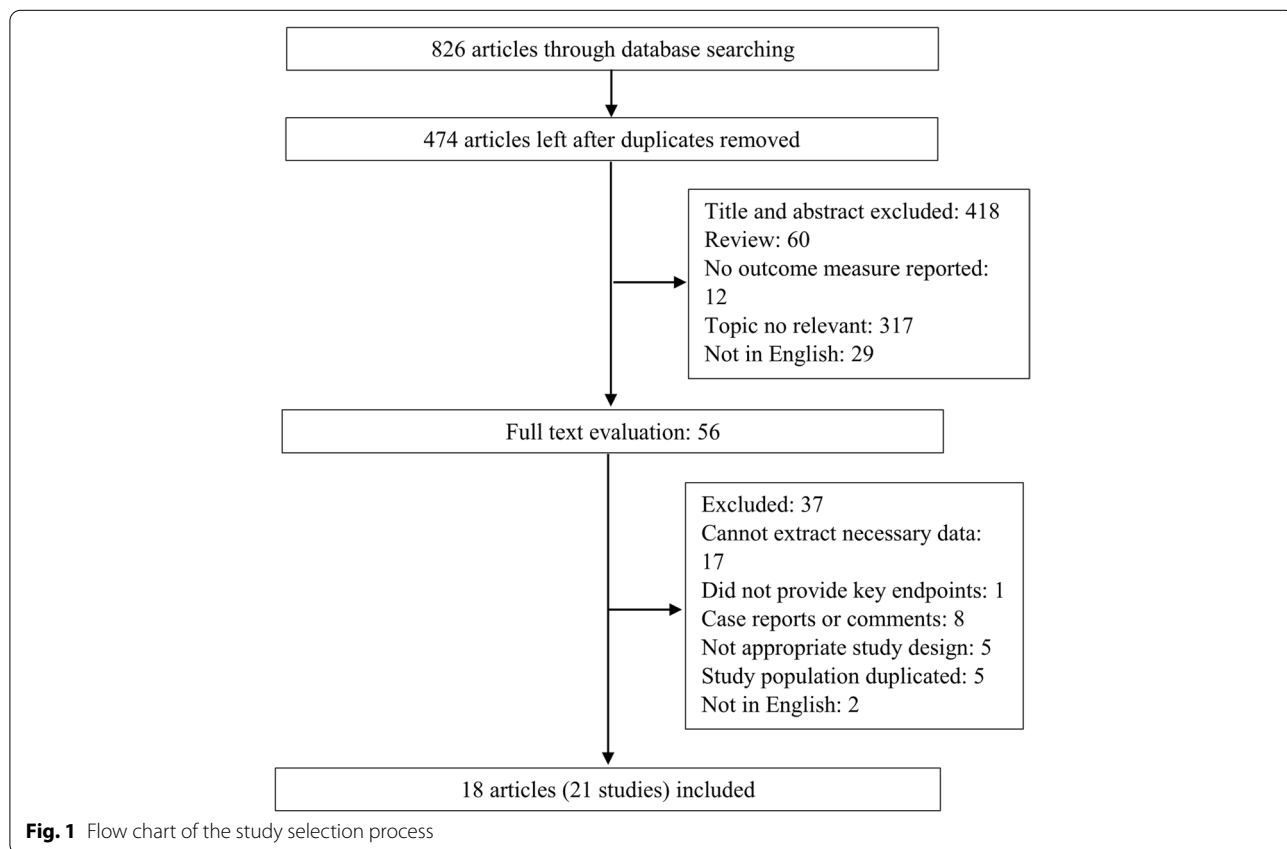 826 articles through database searching
474 articles left after duplicates removed
Title and abstract excluded: 418
Review: 60
No outcome measure reported:
12
Topic no relevant: 317
Not in English: 29
Full text evaluation: 56
Excluded: 37
Cannot extract necessary data:
17
Did not provide key endpoints: 1
Case reports or comments: 8
Not appropriate study design: 5
Study population duplicated: 5
Not in English: 2
18 articles (21 studies) included
Fig. 1 Flow chart of the study selection process